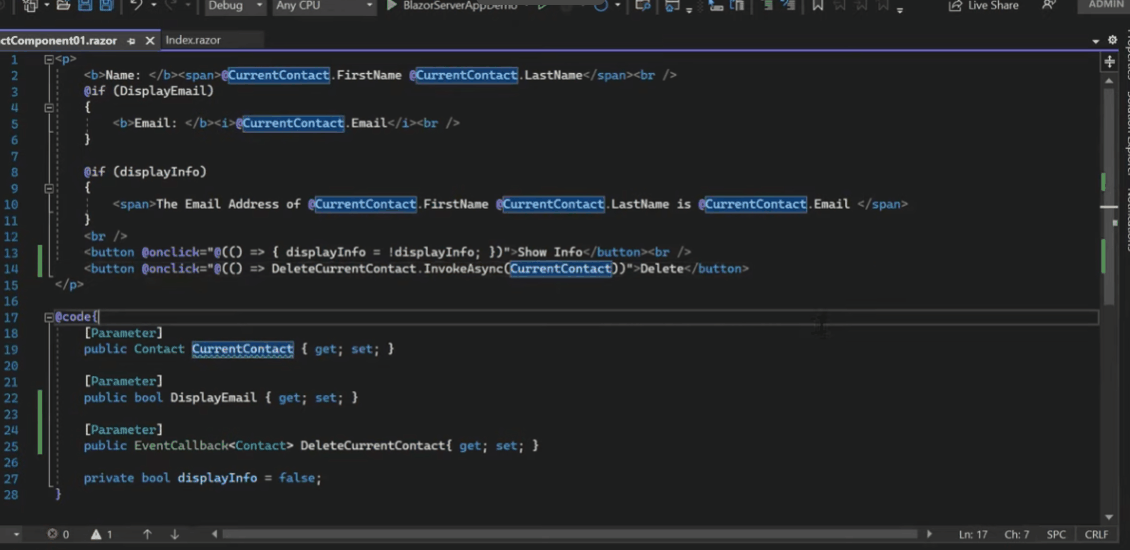 Debug Any CPU BlazorServerAppDemo Live Share ADMIN
ctComponent01.razor Index.razor
1 <p>
2 <b>Name: </b><span>@CurrentContact.FirstName @CurrentContact.LastName</span><br />
3 @if (DisplayEmail)
4 {
5 <b>Email: </b><i>@CurrentContact.Email</i><br />
6 }
7
8 @if (displayInfo)
9 {
10 <span>The Email Address of @CurrentContact.FirstName @CurrentContact.LastName is @CurrentContact.Email </span>
11 }
12 <br />
13 <button @onclick="@(() => { displayInfo = !displayInfo; })">Show Info</button><br />
14 <button @onclick="@(() => DeleteCurrentContact.InvokeAsync(CurrentContact))">Delete</button>
15 </p>
16
17 @code{
18 [Parameter]
19 public Contact CurrentContact { get; set; }
20
21 [Parameter]
22 public bool DisplayEmail { get; set; }
23
24 [Parameter]
25 public EventCallback<Contact> DeleteCurrentContact{ get; set; }
26
27 private bool displayInfo = false;
28 }
0 1 Ln: 17 Ch: 7 SPC CRLF